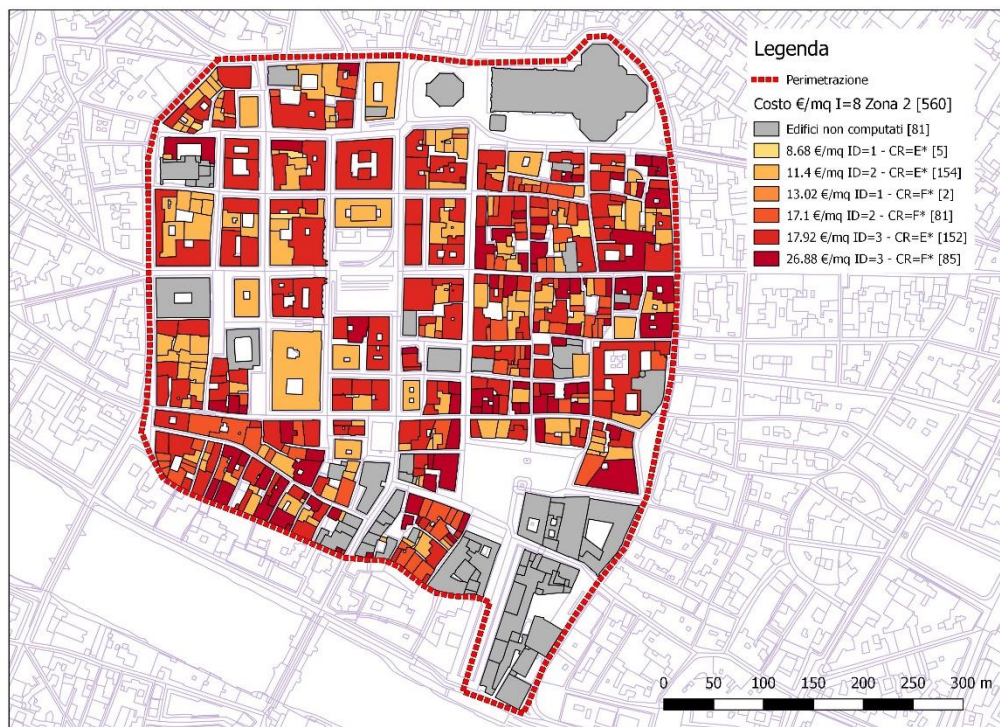 Legenda
Perimetrazione
Costo €/mq I=8 Zona 2 [560]
Edifici non computati [81]
8.68 €/mq ID=1 - CR=E* [5]
11.4 €/mq ID=2 - CR=E* [154]
13.02 €/mq ID=1 - CR=F* [2]
17.1 €/mq ID=2 - CR=F* [81]
17.92 €/mq ID=3 - CR=E* [152]
26.88 €/mq ID=3 - CR=F* [85]
0 50 100 150 200 250 300 m